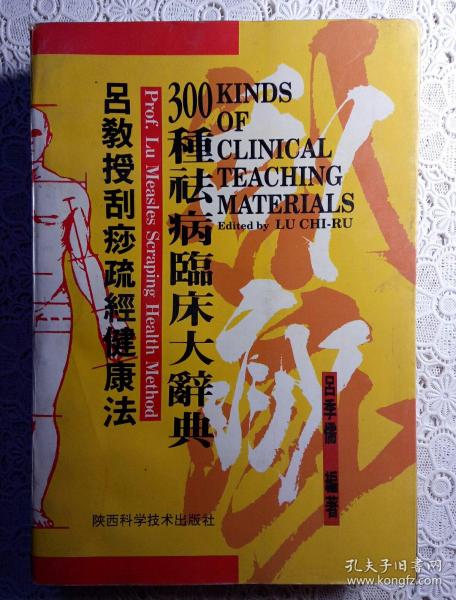 呂教授刮痧疏經健康法
Prof. Lu Measles Scraping Health Method
300種祛病臨床大辭典
KINDS
OF
CLINICAL
TEACHING
MATERIALS
Edited by LU CHI-RU
刮痧
呂季儒 編著
陕西科学技术出版社
孔夫子旧书网
www.kongfz.com